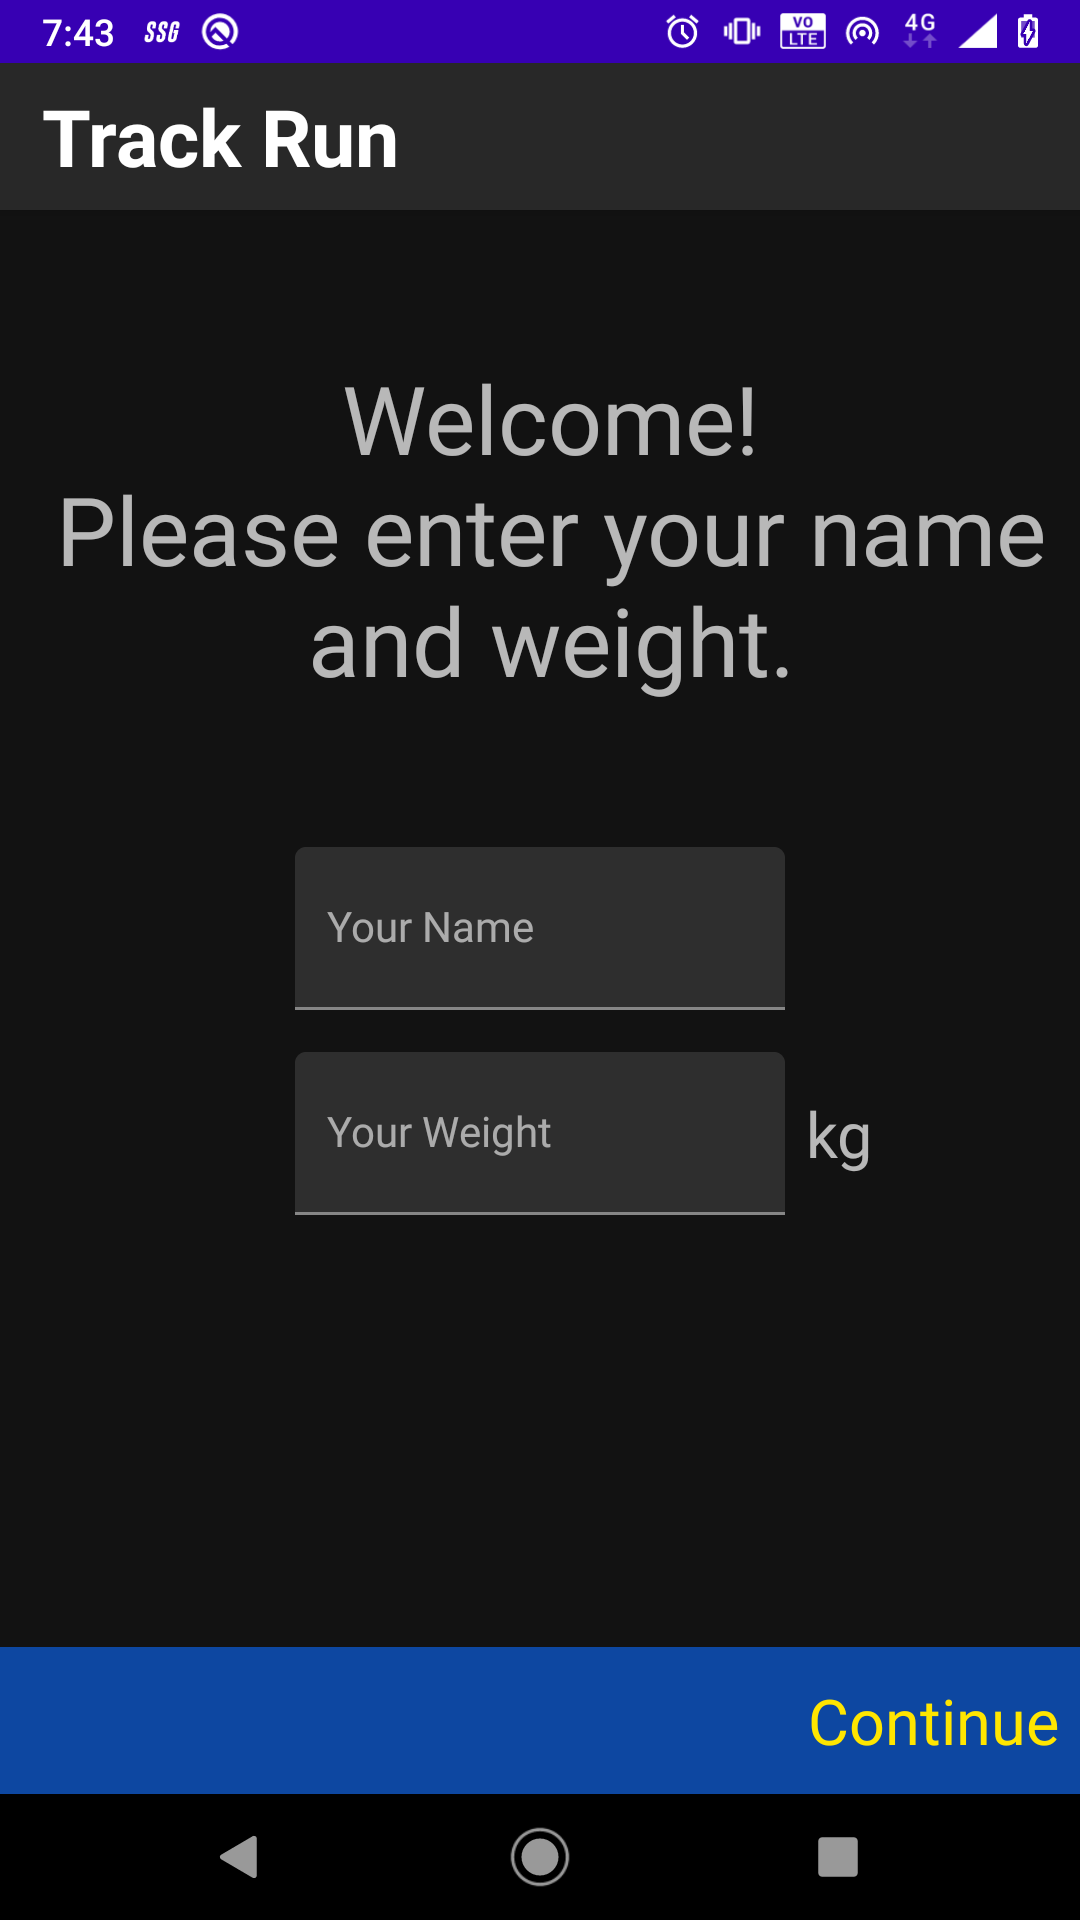 7:43 SSG VO LTE 4G
Track Run
Welcome!
Please enter your name
and weight.
Your Name
Your Weight
kg
Continue